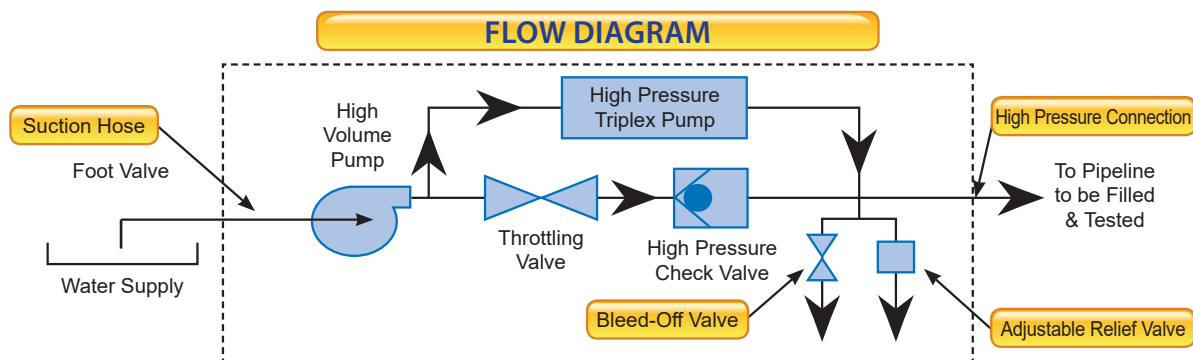 FLOW DIAGRAM
Suction Hose
Foot Valve
Water Supply
High
Volume
Pump
High Pressure
Triplex Pump
Throttling
Valve
High Pressure
Check Valve
Bleed-Off Valve
High Pressure Connection
To Pipeline
to be Filled
& Tested
Adjustable Relief Valve